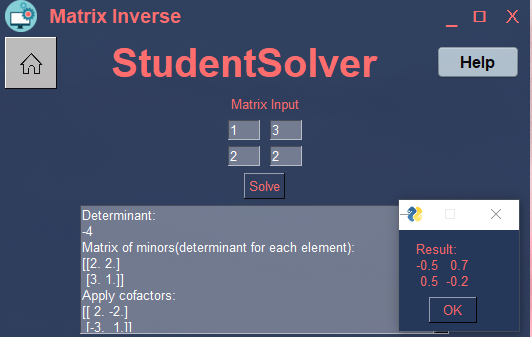 Matrix Inverse
StudentSolver
Help
Matrix Input
1 3
2 2
Solve
Determinant:
-4
Matrix of minors(determinant for each element):
[[2. 2.]
[3. 1.]]
Apply cofactors:
[[ 2. -2.]
[-3. 1.]]
Result:
-0.5 0.7
0.5 -0.2
OK